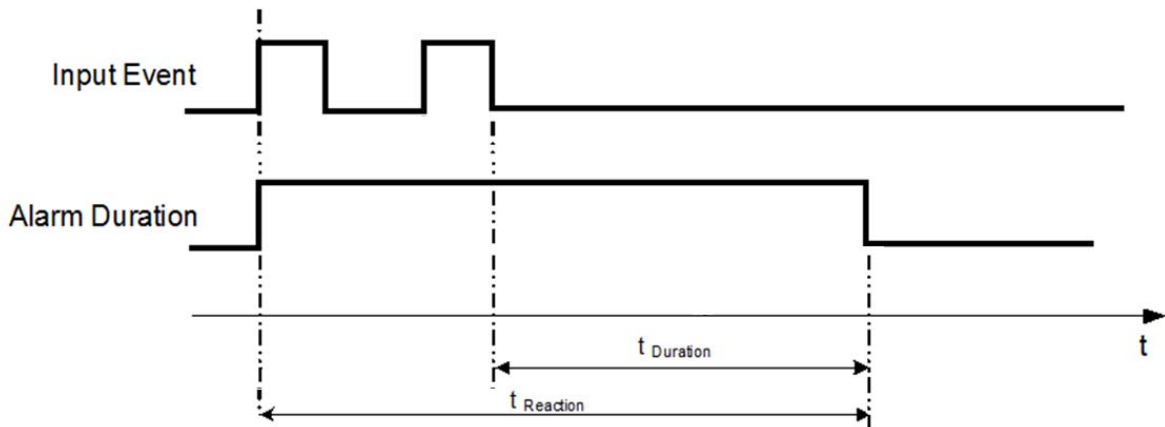 Input Event
Alarm Duration
t
t Duration
t Reaction